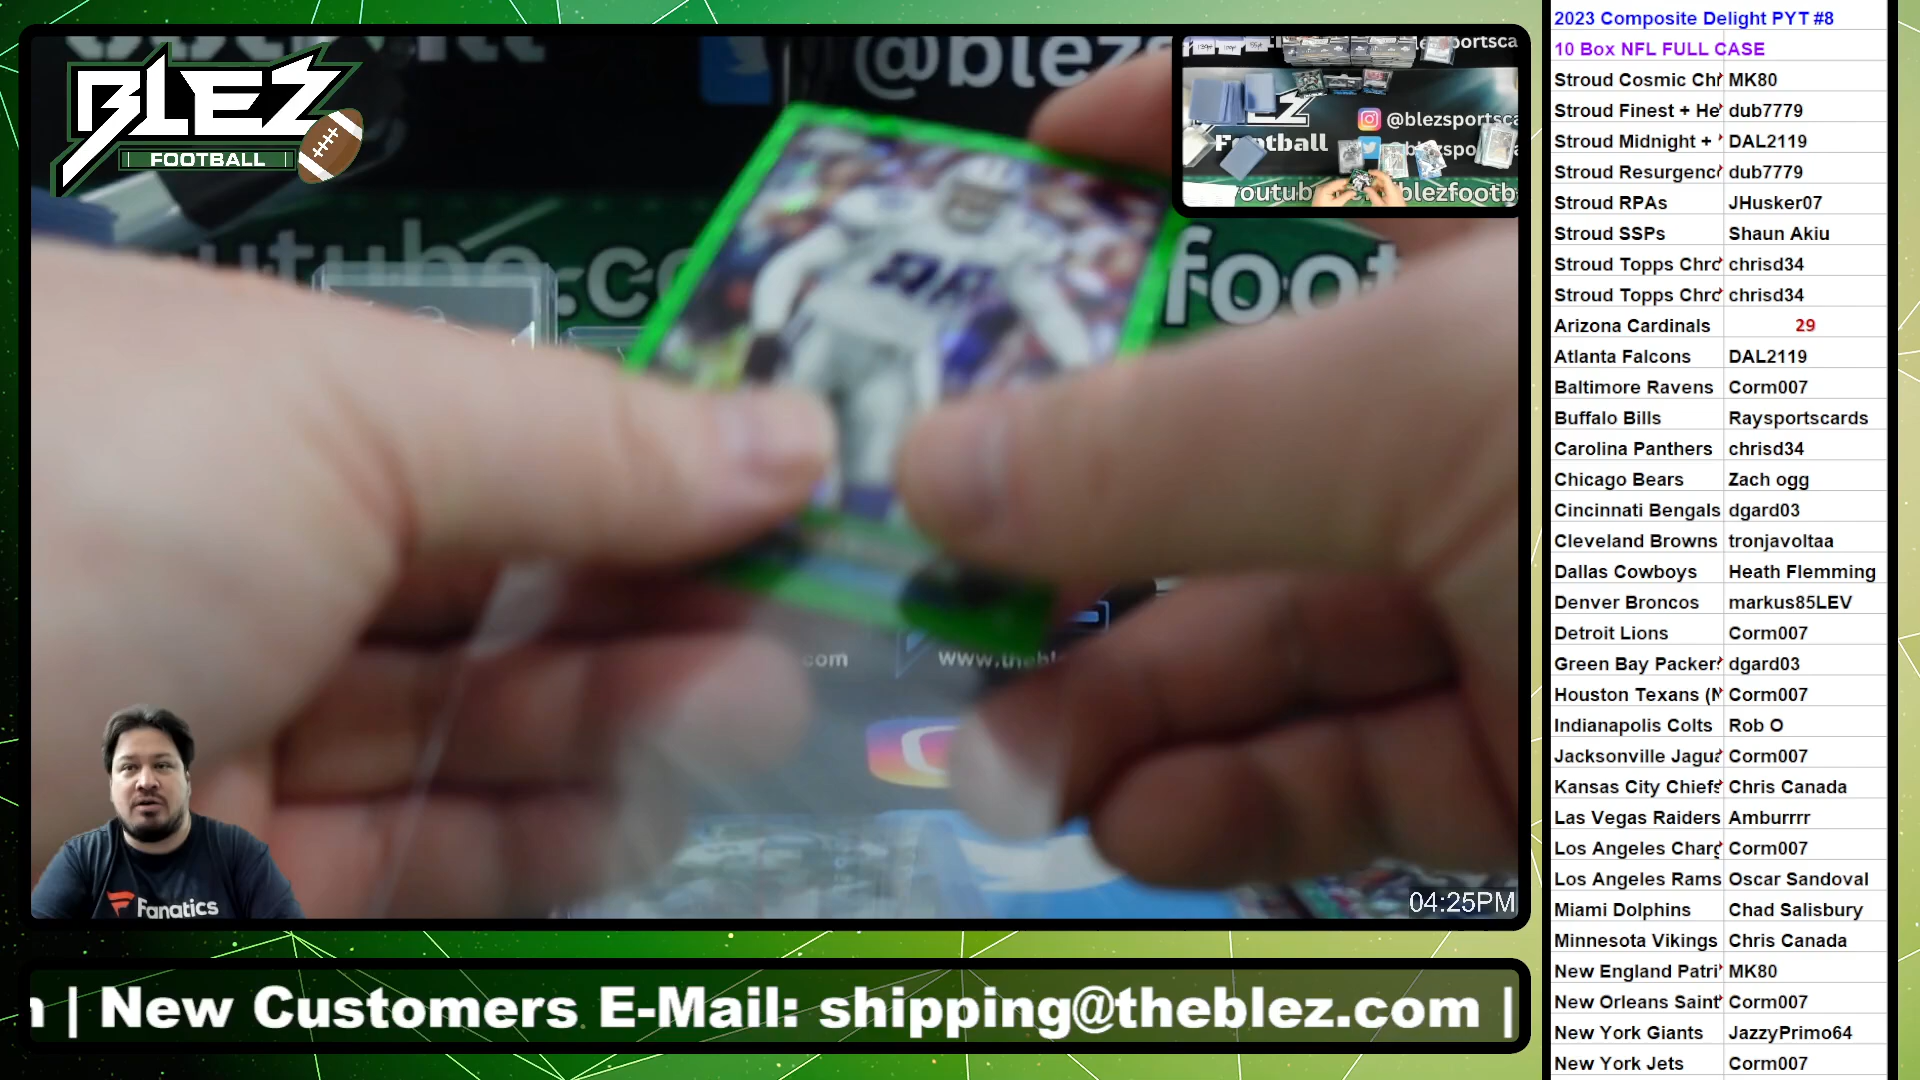 BLEZ
FOOTBALL
@blez
youtube.co
foot
.com
www.thebl
Fanatics
04:25PM
| New Customers E-Mail: shipping@theblez.com |
@blezsportsca
Football
youtub
blezfootb
2023 Composite Delight PYT #8
10 Box NFL FULL CASE
Stroud Cosmic Chr MK80
Stroud Finest + He dub7779
Stroud Midnight + DAL2119
Stroud Resurgenc dub7779
Stroud RPAs JHusker07
Stroud SSPs Shaun Akiu
Stroud Topps Chro chrisd34
Stroud Topps Chro chrisd34
Arizona Cardinals 29
Atlanta Falcons DAL2119
Baltimore Ravens Corm007
Buffalo Bills Raysportscards
Carolina Panthers chrisd34
Chicago Bears Zach ogg
Cincinnati Bengals dgard03
Cleveland Browns tronjavoltaa
Dallas Cowboys Heath Flemming
Denver Broncos markus85LEV
Detroit Lions Corm007
Green Bay Packer dgard03
Houston Texans (N Corm007
Indianapolis Colts Rob O
Jacksonville Jagua Corm007
Kansas City Chiefs Chris Canada
Las Vegas Raiders Amburrrr
Los Angeles Charg Corm007
Los Angeles Rams Oscar Sandoval
Miami Dolphins Chad Salisbury
Minnesota Vikings Chris Canada
New England Patri MK80
New Orleans Saint Corm007
New York Giants JazzyPrimo64
New York Jets Corm007